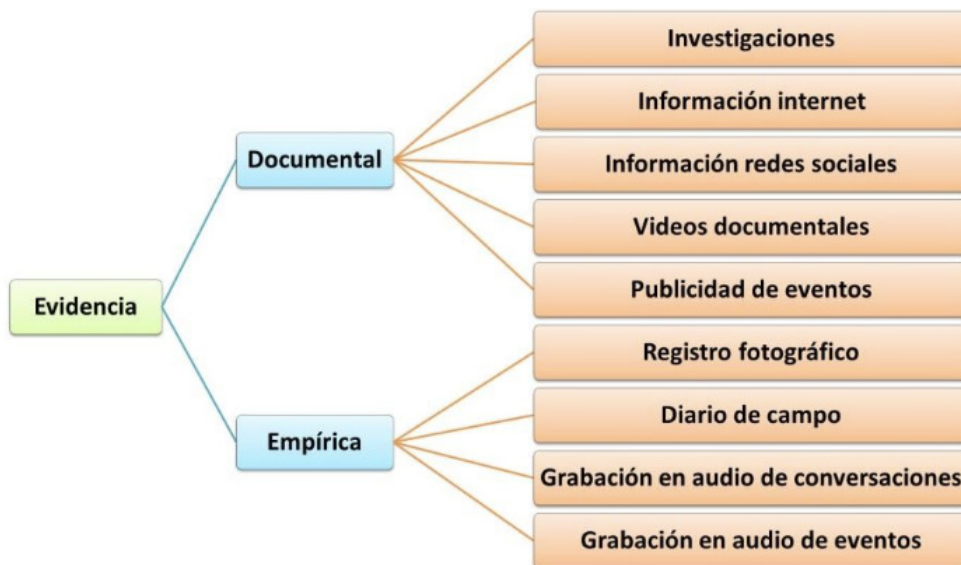 Evidencia
Documental
Investigaciones
Información internet
Información redes sociales
Videos documentales
Publicidad de eventos
Empírica
Registro fotográfico
Diario de campo
Grabación en audio de conversaciones
Grabación en audio de eventos